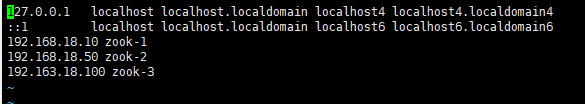 127.0.0.1   localhost localhost.localdomain localhost4 localhost4.localdomain4
::1         localhost localhost.localdomain localhost6 localhost6.localdomain6
192.168.18.10 zook-1
192.168.18.50 zook-2
192.163.18.100 zook-3
~
~